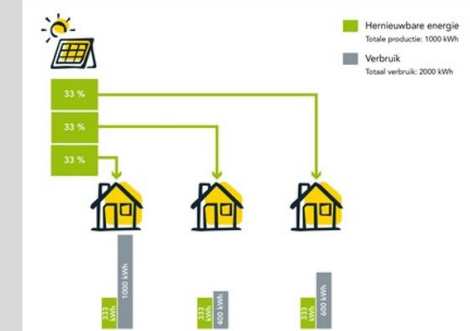 Hernieuwbare energie
Totale productie: 1000 kWh
Verbruik
Totaal verbruik: 2000 kWh
33 %
33 %
33 %
333 kWh
1000 kWh
333 kWh
400 kWh
333 kWh
600 kWh